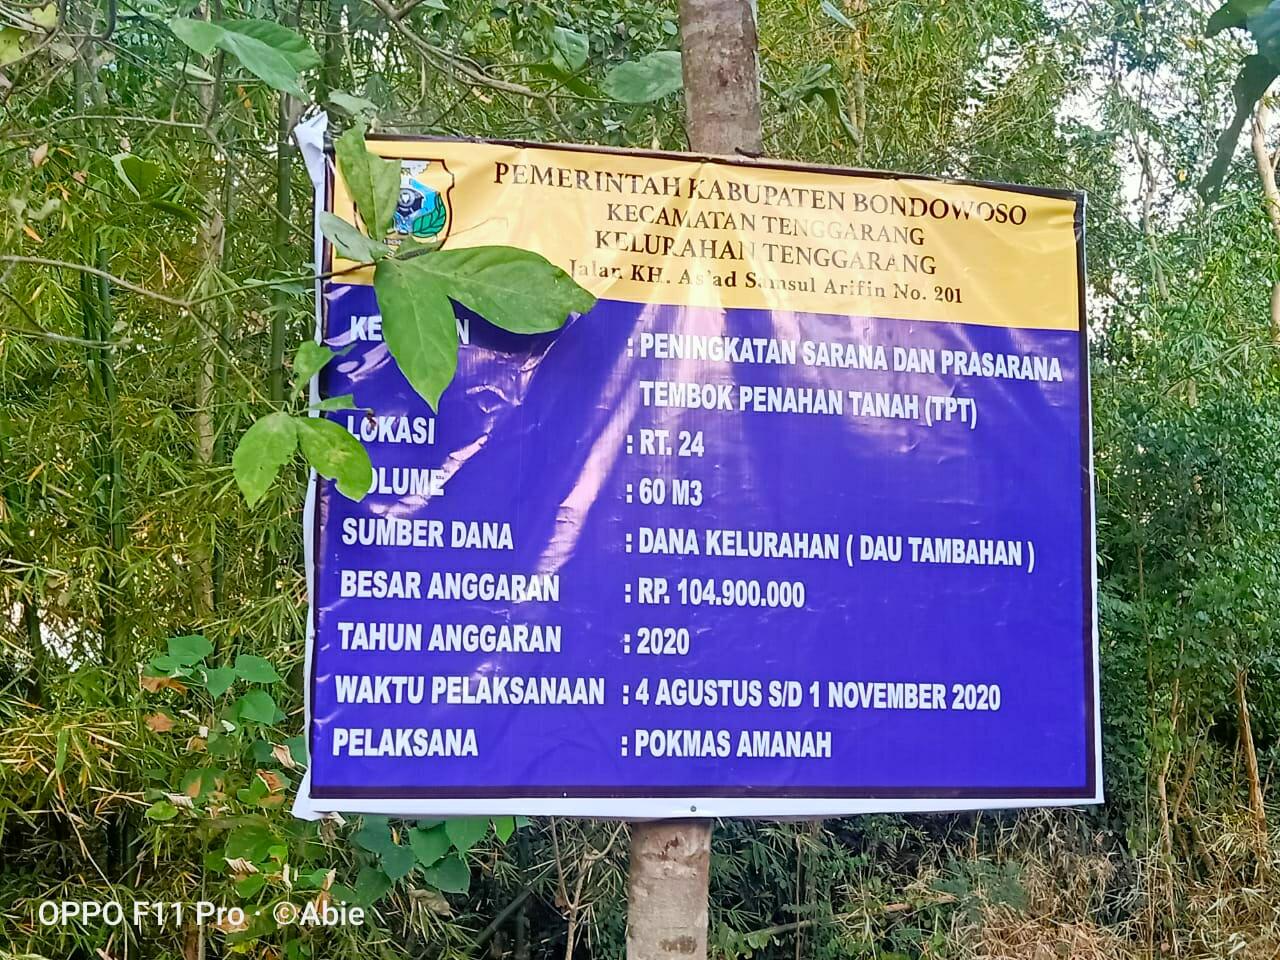 PEMERINTAH KABUPATEN BONDOWOSO
KECAMATAN TENGGARANG
KELURAHAN TENGGARANG
Jalan KH. As'ad Samsul Arifin No. 201
: PENINGKATAN SARANA DAN PRASARANA
TEMBOK PENAHAN TANAH (TPT)
LOKASI : RT. 24
VOLUME : 60 M3
SUMBER DANA : DANA KELURAHAN ( DAU TAMBAHAN )
BESAR ANGGARAN : RP. 104.900.000
TAHUN ANGGARAN : 2020
WAKTU PELAKSANAAN : 4 AGUSTUS S/D 1 NOVEMBER 2020
PELAKSANA : POKMAS AMANAH
OPPO F11 Pro · ©Abie